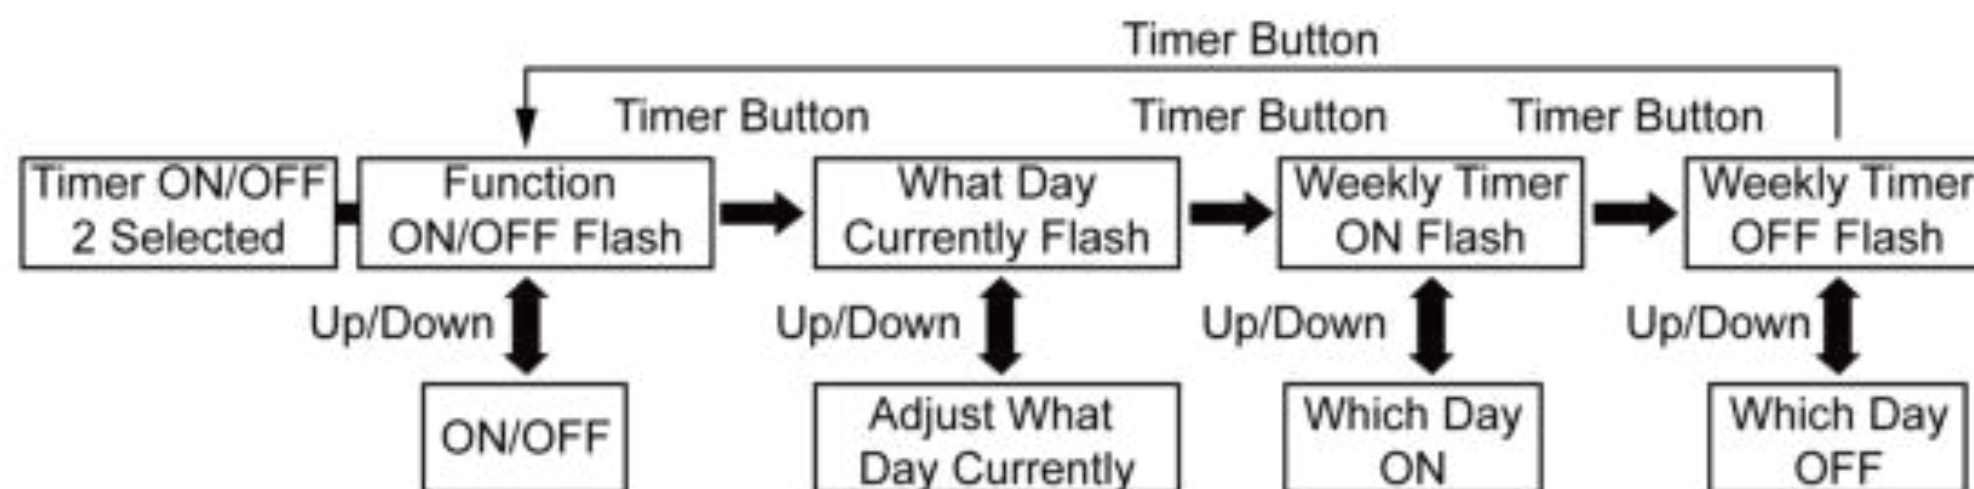 Timer Button
Timer Button Timer Button Timer Button
Timer ON/OFF
2 Selected
Function
ON/OFF Flash
What Day
Currently Flash
Weekly Timer
ON Flash
Weekly Timer
OFF Flash
Up/Down Up/Down Up/Down Up/Down
ON/OFF
Adjust What
Day Currently
Which Day
ON
Which Day
OFF